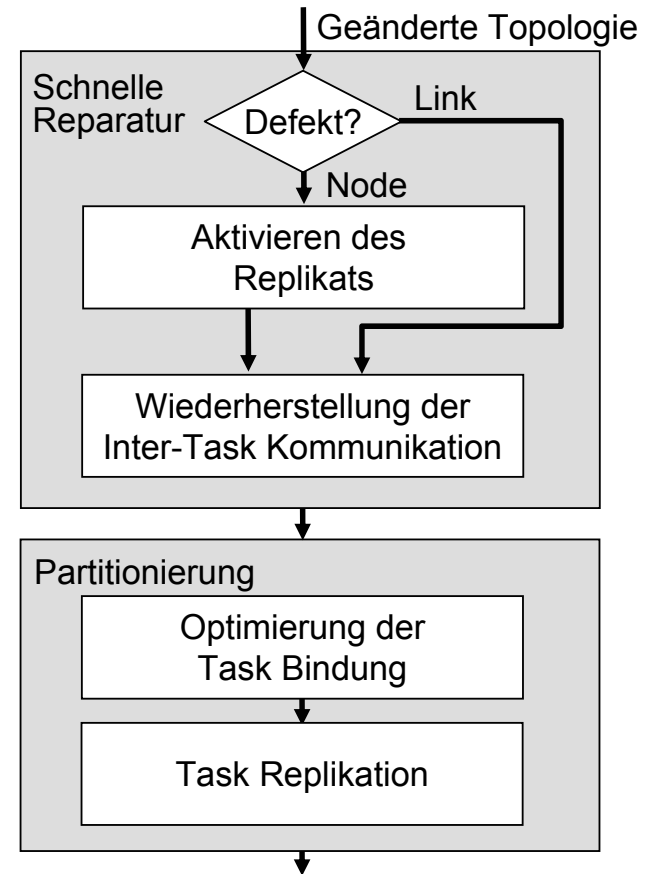 Geänderte Topologie
Schnelle
Reparatur
Defekt?
Link
Node
Aktivieren des
Replikats
Wiederherstellung der
Inter-Task Kommunikation
Partitionierung
Optimierung der
Task Bindung
Task Replikation